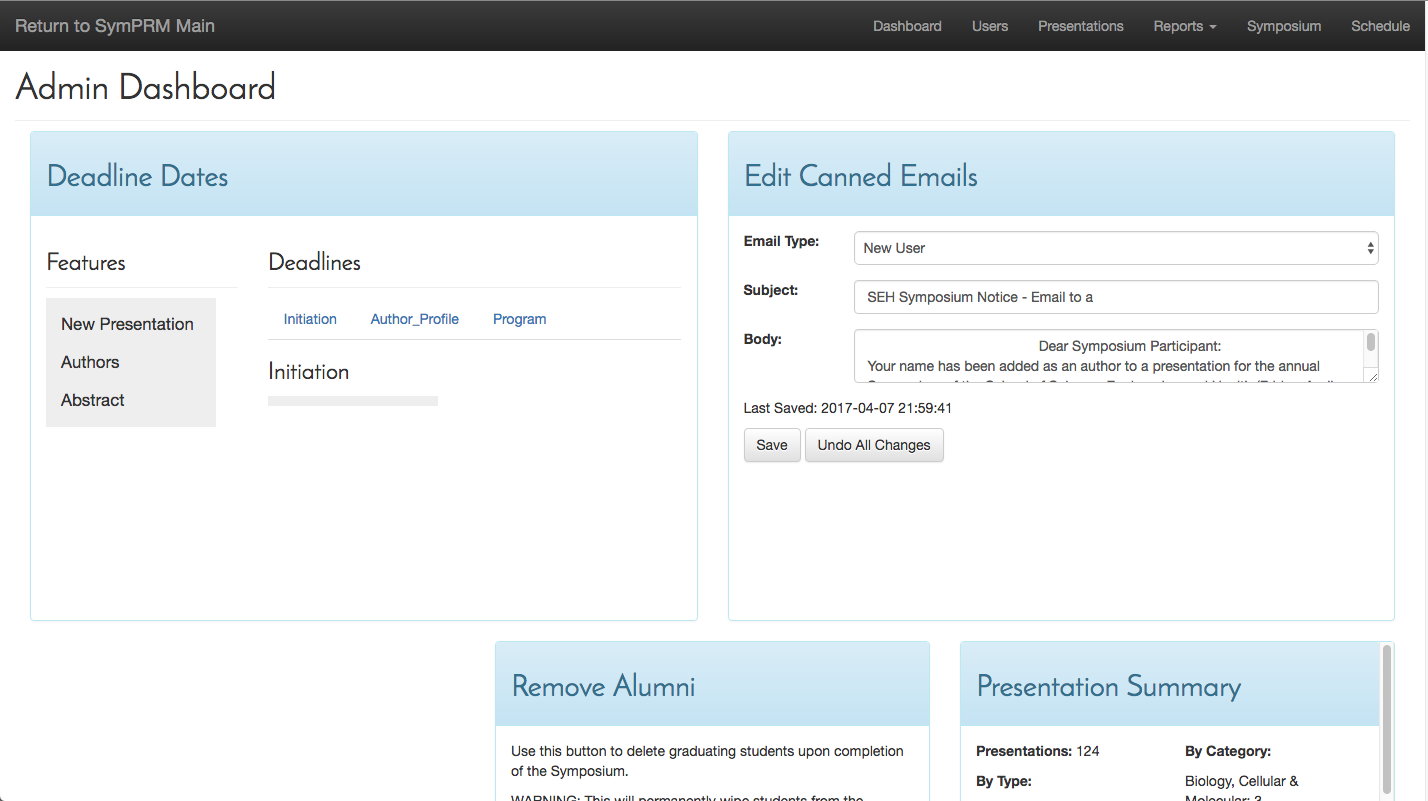 Return to SymPRM Main
Dashboard Users Presentations Reports Symposium Schedule
Admin Dashboard
Deadline Dates
Features
New Presentation
Authors
Abstract
Deadlines
Initiation Author_Profile Program
Initiation
Edit Canned Emails
Email Type: New User
Subject: SEH Symposium Notice - Email to a
Body: Dear Symposium Participant:
Your name has been added as an author to a presentation for the annual
Last Saved: 2017-04-07 21:59:41
Save Undo All Changes
Remove Alumni
Use this button to delete graduating students upon completion
of the Symposium.
WARNING: This will permanently wipe students from the
Presentation Summary
Presentations: 124
By Type:
By Category:
Biology, Cellular &
Molecular: 3